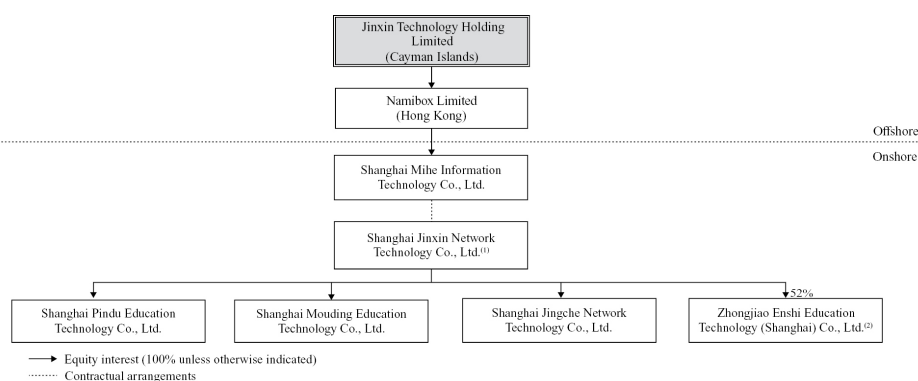 Jinxin Technology Holding
Limited
(Cayman Islands)
Namibox Limited
(Hong Kong)
Offshore
Onshore
Shanghai Mihe Information
Technology Co., Ltd.
Shanghai Jinxin Network
Technology Co., Ltd.(1)
52%
Shanghai Pindu Education
Technology Co., Ltd.
Shanghai Mouding Education
Technology Co., Ltd.
Shanghai Jingche Network
Technology Co., Ltd.
Zhongjiao Enshi Education
Technology (Shanghai) Co., Ltd.(2)
Equity interest (100% unless otherwise indicated)
Contractual arrangements